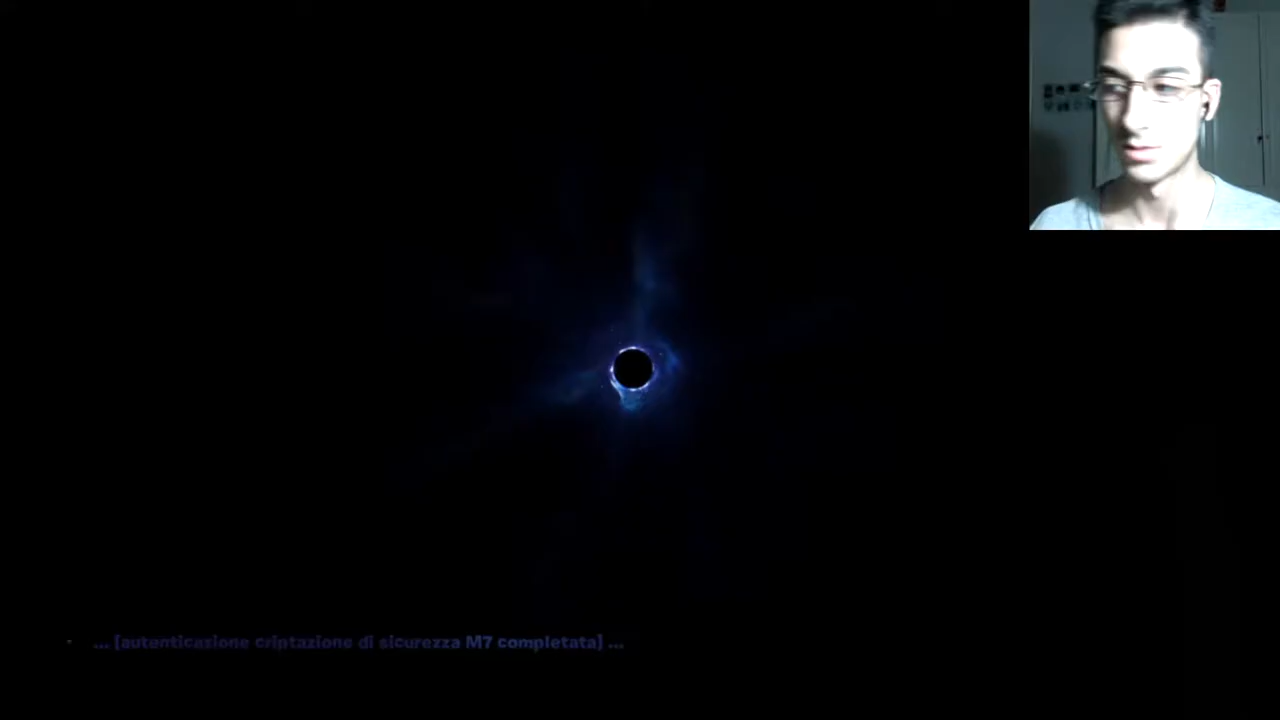 ... [autenticazione criptazione di sicurezza M7 completata] ...